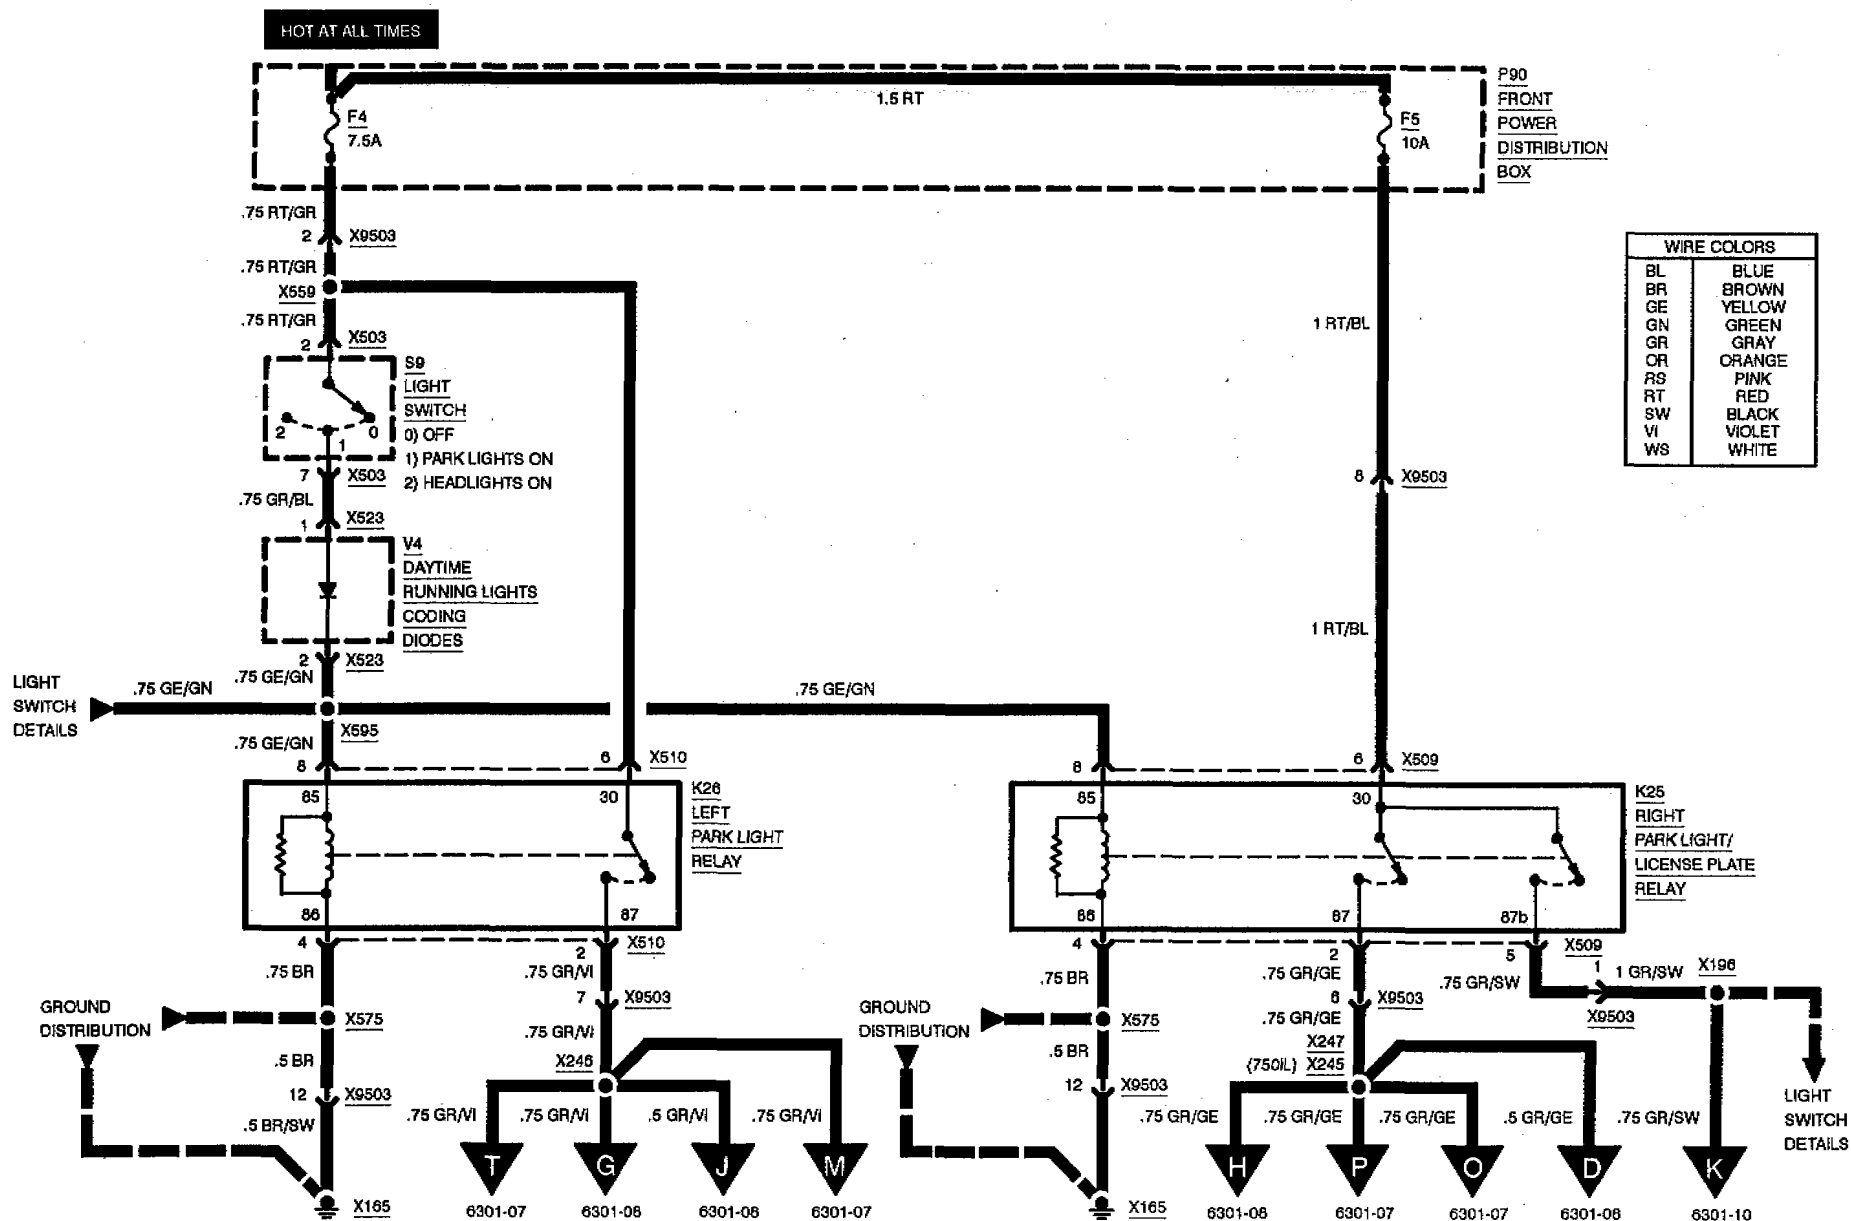 HOT AT ALL TIMES
1.5 RT
F4
7.5A
F5
10A
P90
FRONT
POWER
DISTRIBUTION
BOX
.75 RT/GR
2
X9503
.75 RT/GR
X559
.75 RT/GR
2
X503
S9
LIGHT
SWITCH
0) OFF
1) PARK LIGHTS ON
2) HEADLIGHTS ON
2
1
0
7
X503
.75 GR/BL
1
X523
V4
DAYTIME
RUNNING LIGHTS
CODING
DIODES
2
X523
.75 GE/GN
1 RT/BL
8
X9503
1 RT/BL
WIRE COLORS
BL BLUE
BR BROWN
GE YELLOW
GN GREEN
GR GRAY
OR ORANGE
RS PINK
RT RED
SW BLACK
VI VIOLET
WS WHITE
LIGHT
SWITCH
DETAILS
.75 GE/GN
.75 GE/GN
X595
.75 GE/GN
8
6
X510
85
30
K26
LEFT
PARK LIGHT
RELAY
86
87
4
2
X510
8
6
X509
85
30
K25
RIGHT
PARK LIGHT/
LICENSE PLATE
RELAY
86
87
87b
4
2
5
X509
.75 BR
GROUND
DISTRIBUTION
X575
.5 BR
12
X9503
.5 BR/SW
X165
.75 GR/VI
7
X9503
.75 GR/VI
X246
.75 GR/VI
.75 GR/VI
.5 GR/VI
.75 GR/VI
T
G
J
M
6301-07
6301-06
6301-08
6301-07
.75 BR
GROUND
DISTRIBUTION
X575
.5 BR
12
X9503
X165
.75 GR/GE
6
X9503
.75 GR/GE
X247
(750iL) X245
.75 GR/SW
1
1 GR/SW
X196
X9503
LIGHT
SWITCH
DETAILS
.75 GR/GE
.75 GR/GE
.75 GR/GE
.5 GR/GE
.75 GR/SW
H
P
O
D
K
6301-08
6301-07
6301-07
6301-06
6301-10